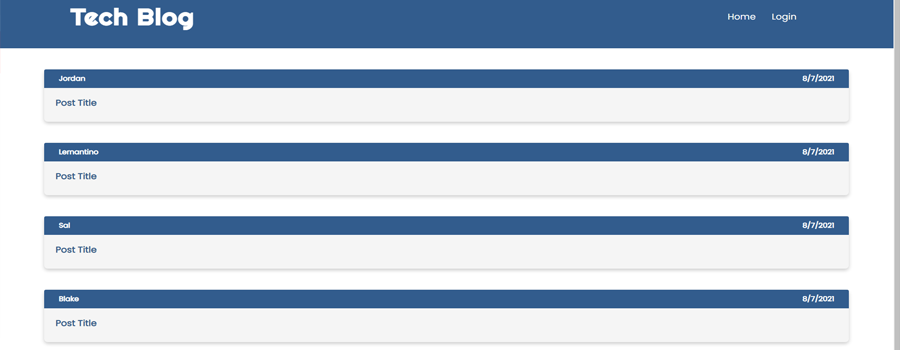 Tech Blog
Home Login
Jordan 8/7/2021
Post Title
Lernantino 8/7/2021
Post Title
Sal 8/7/2021
Post Title
Blake 8/7/2021
Post Title